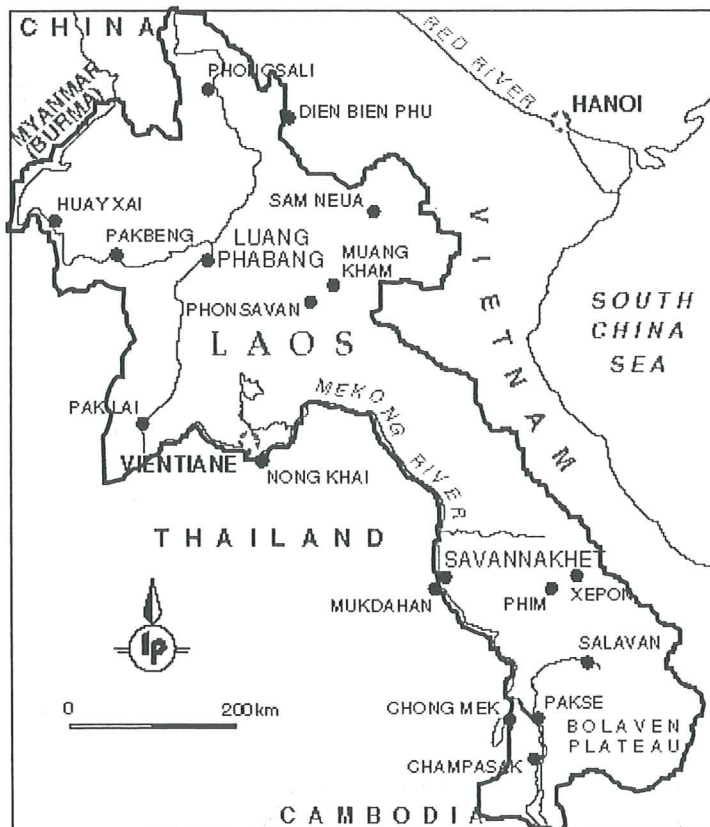 CHINA
MYANMAR
(BURMA)
PHONGSALI
RED RIVER
HANOI
DIEN BIEN PHU
HUAY XAI
SAM NEUA
PAKBENG
LUANG
PHABANG
MUANG
KHAM
PHONSAVAN
VIETNAM
SOUTH
CHINA
SEA
LAOS
PAK LAI
MEKONG RIVER
VIENTIANE
NONG KHAI
THAILAND
SAVANNAKHET
MUKDAHAN
PHIM
XEPON
lp
SALAVAN
0 200km
CHONG MEK
PAKSE
BOLAVEN
PLATEAU
CHAMPASAK
CAMBODIA